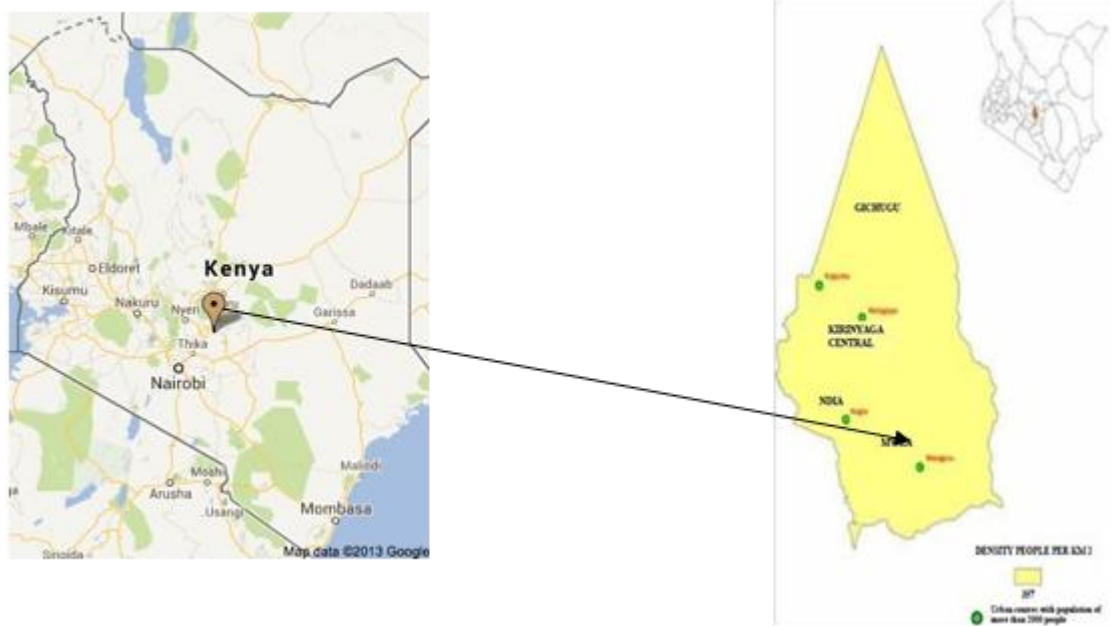 Mbale
Kitale
Eldoret
Kenya
Kisumu
Nakuru
Nyeri
Dadaab
Garissa
Thika
Nairobi
Malindi
Moshi
Arusha
Usangi
Mombasa
Map data ©2013 Google
GICHUGU
KIRINYAGA
CENTRAL
NDIA
DENSITY PEOPLE PER KM 2
Urban centres with population of
more than 2000 people